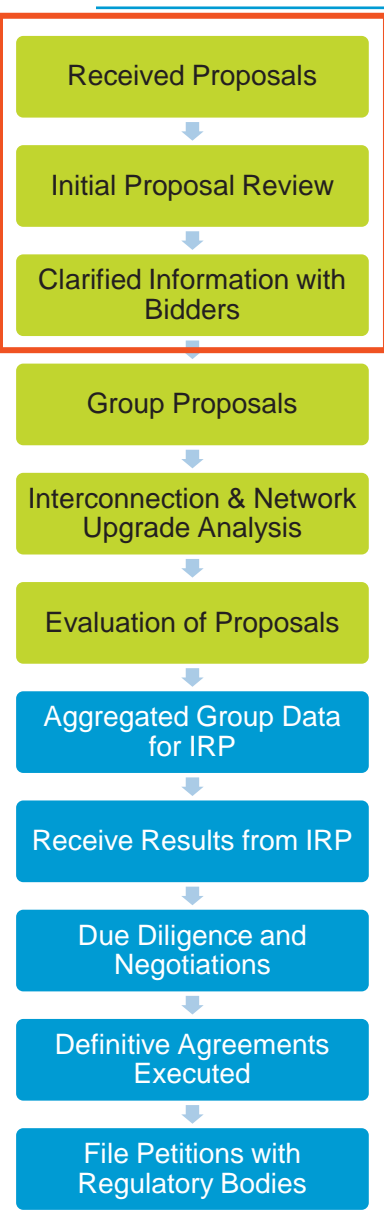 Received Proposals
Initial Proposal Review
Clarified Information with
Bidders
Group Proposals
Interconnection & Network
Upgrade Analysis
Evaluation of Proposals
Aggregated Group Data
for IRP
Receive Results from IRP
Due Diligence and
Negotiations
Definitive Agreements
Executed
File Petitions with
Regulatory Bodies